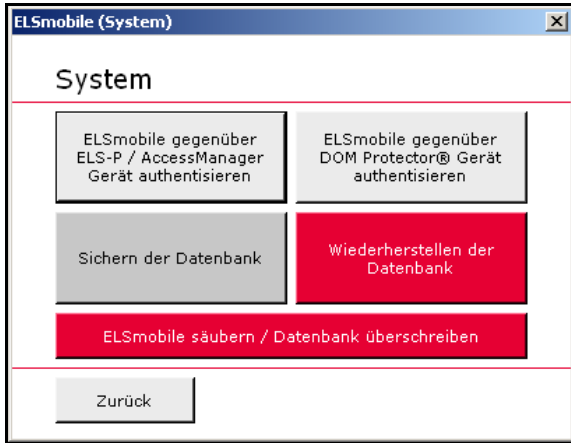 ELSmobile (System)
System
ELSmobile gegenüber
ELS-P / AccessManager
Gerät authentisieren
ELSmobile gegenüber
DOM Protector® Gerät
authentisieren
Sichern der Datenbank
Wiederherstellen der
Datenbank
ELSmobile säubern / Datenbank überschreiben
Zurück